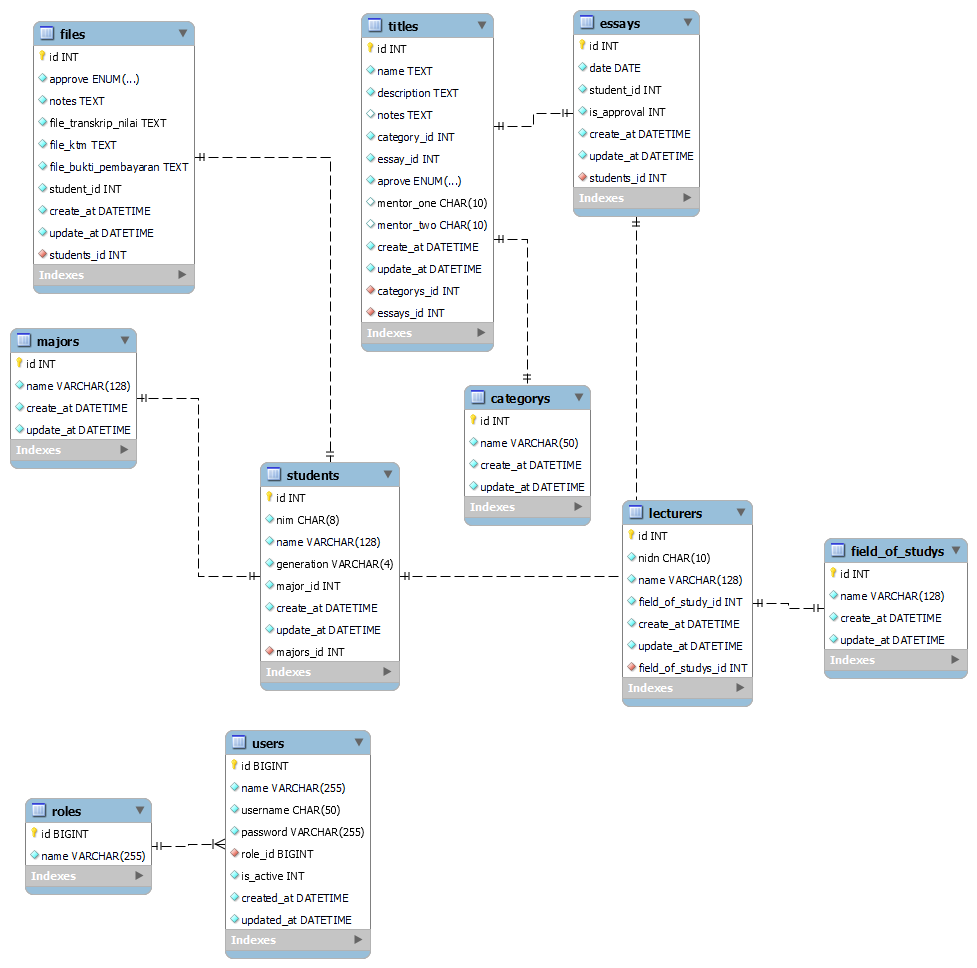 files
id INT
approve ENUM(...)
notes TEXT
file_transkrip_nilai TEXT
file_ktm TEXT
file_bukti_pembayaran TEXT
student_id INT
create_at DATETIME
update_at DATETIME
students_id INT
Indexes
titles
id INT
name TEXT
description TEXT
notes TEXT
category_id INT
essay_id INT
aprove ENUM(...)
mentor_one CHAR(10)
mentor_two CHAR(10)
create_at DATETIME
update_at DATETIME
categorys_id INT
essays_id INT
Indexes
essays
id INT
date DATE
student_id INT
is_approval INT
create_at DATETIME
update_at DATETIME
students_id INT
Indexes
majors
id INT
name VARCHAR(128)
create_at DATETIME
update_at DATETIME
Indexes
categorys
id INT
name VARCHAR(50)
create_at DATETIME
update_at DATETIME
Indexes
students
id INT
nim CHAR(8)
name VARCHAR(128)
generation VARCHAR(4)
major_id INT
create_at DATETIME
update_at DATETIME
majors_id INT
Indexes
lecturers
id INT
nidn CHAR(10)
name VARCHAR(128)
field_of_study_id INT
create_at DATETIME
update_at DATETIME
field_of_studys_id INT
Indexes
field_of_studys
id INT
name VARCHAR(128)
create_at DATETIME
update_at DATETIME
Indexes
users
id BIGINT
name VARCHAR(255)
username CHAR(50)
password VARCHAR(255)
role_id BIGINT
is_active INT
created_at DATETIME
updated_at DATETIME
Indexes
roles
id BIGINT
name VARCHAR(255)
Indexes